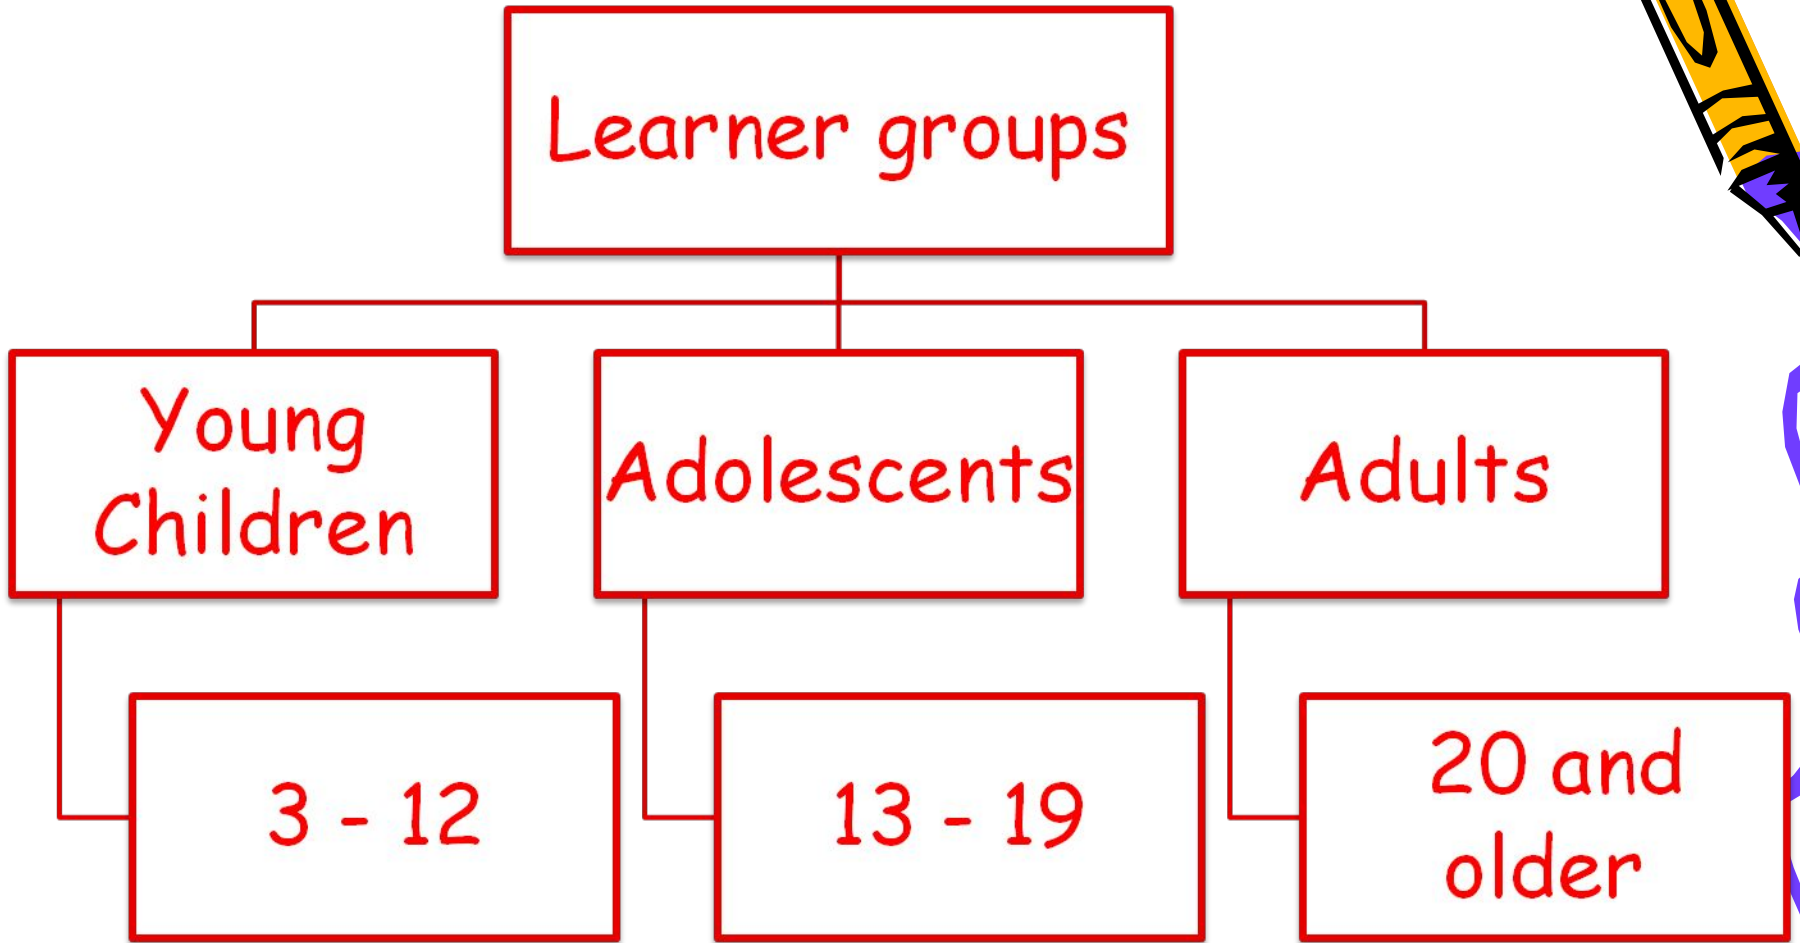 Learner groups
Young
Children
Adolescents
Adults
3 - 12
13 - 19
20 and
older